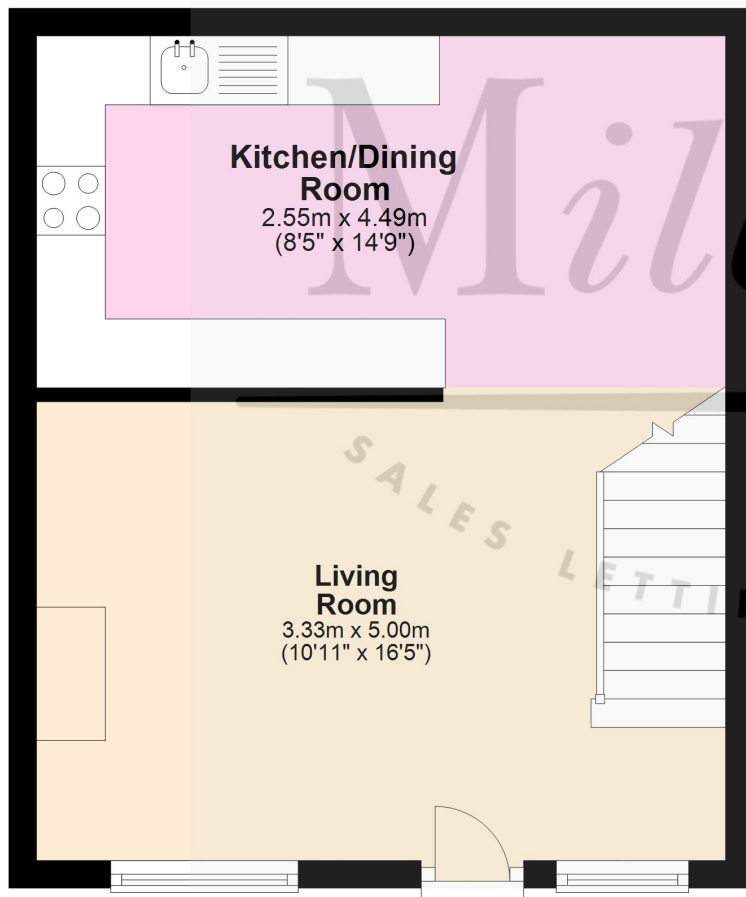 Kitchen/Dining
Room
2.55m x 4.49m
(8'5" x 14'9")
Living
Room
3.33m x 5.00m
(10'11" x 16'5")
SALES